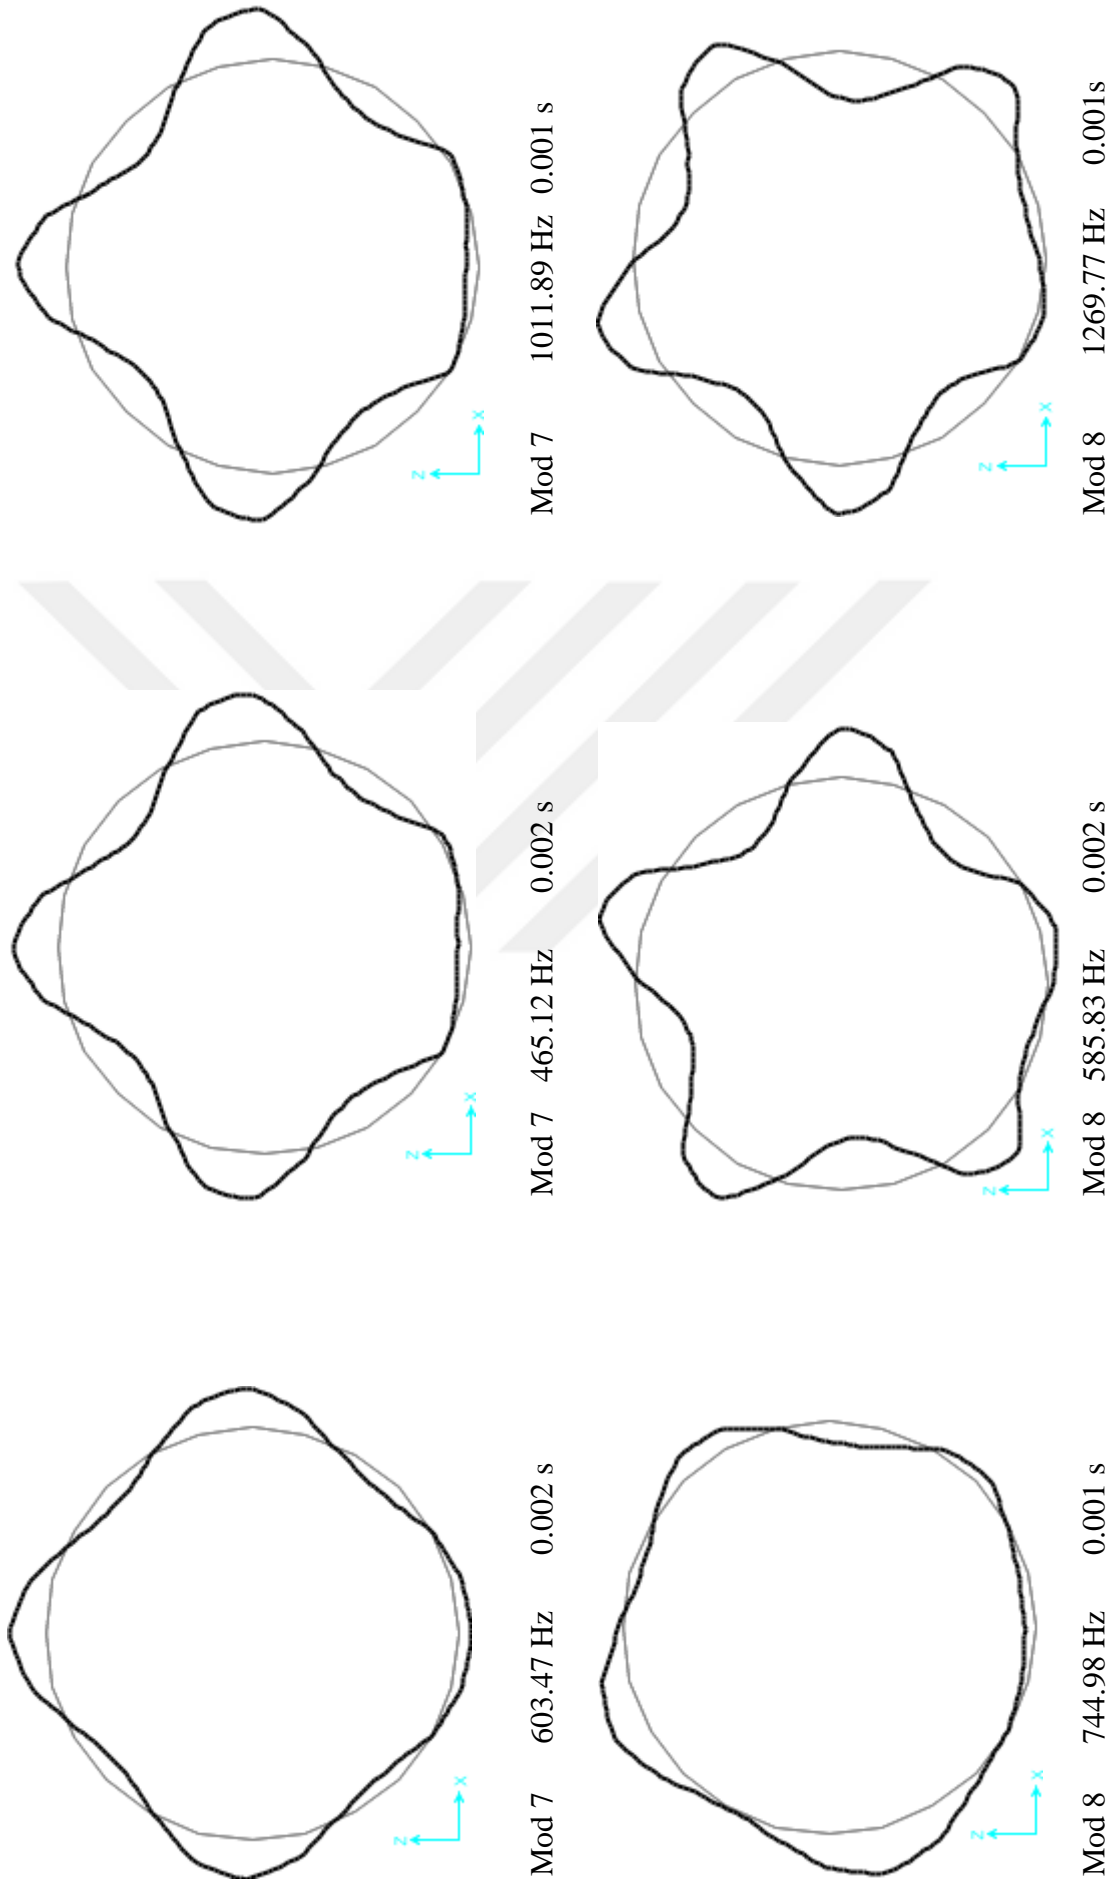 z
x
z
x
z
x
Mod 7 603.47 Hz 0.002 s
Mod 7 465.12 Hz 0.002 s
Mod 7 1011.89 Hz 0.001 s
z
x
z
x
z
x
Mod 8 744.98 Hz 0.001 s
Mod 8 585.83 Hz 0.002 s
Mod 8 1269.77 Hz 0.001s